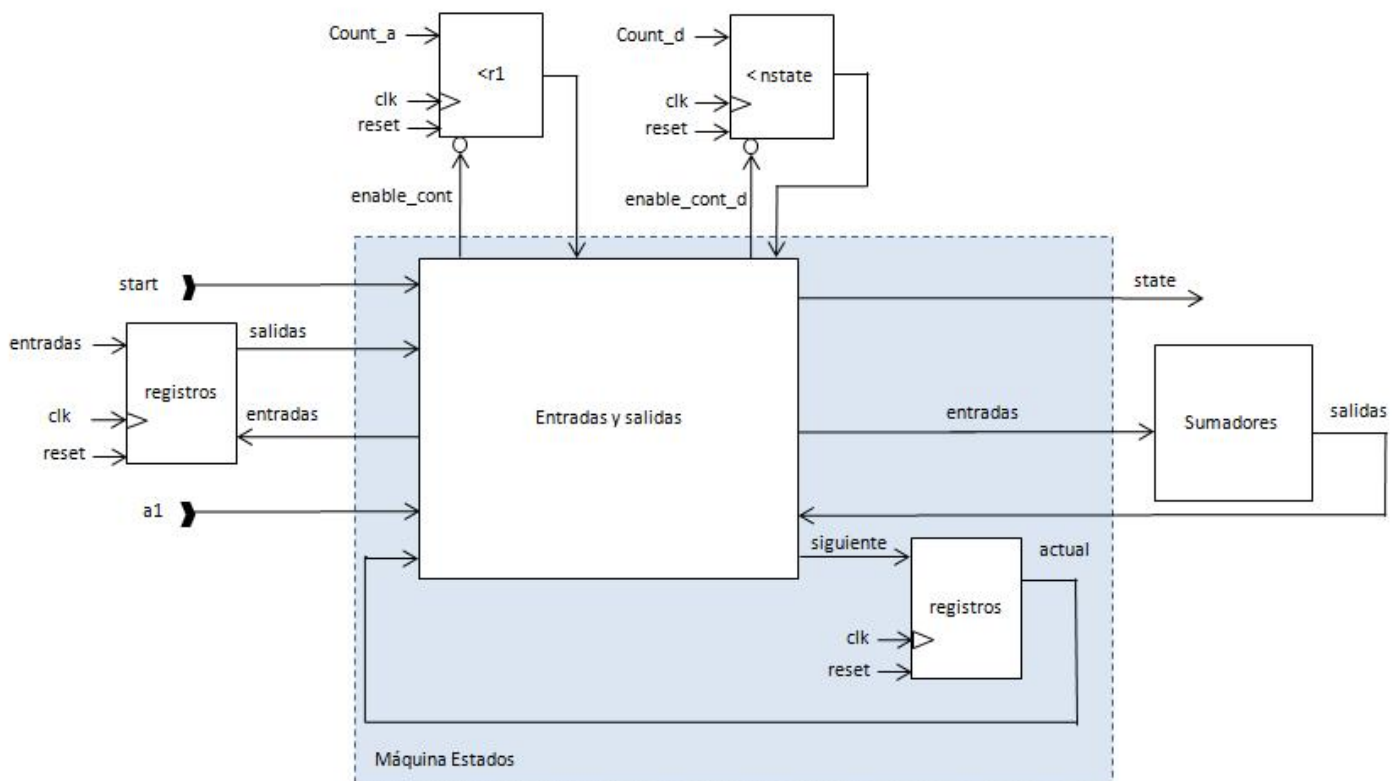 Count_a
<r1
clk
reset
enable_cont
Count_d
< nstate
clk
reset
enable_cont_d
start
entradas
registros
clk
reset
salidas
entradas
a1
Entradas y salidas
state
entradas
Sumadores
salidas
siguiente
actual
registros
clk
reset
Máquina Estados